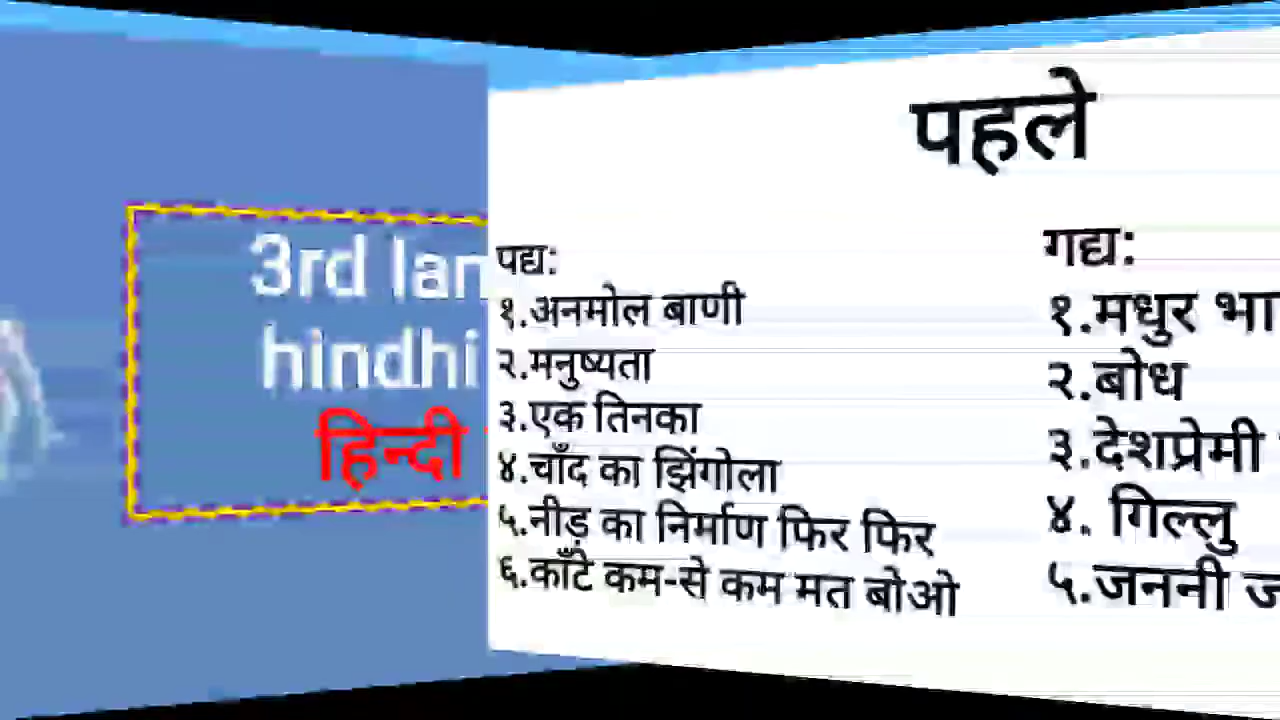 3rd lan
hindhi
हिन्दी
पहले
पद्य:
१.अनमोल बाणी
२.मनुष्यता
३.एक तिनका
४.चाँद का झिंगोला
५.नीड़ का निर्माण फिर फिर
६.काँटे कम-से कम मत बोओ
गद्य:
१.मधुर भा
२.बोध
३.देशप्रेमी
४. गिल्लु
५.जननी ज